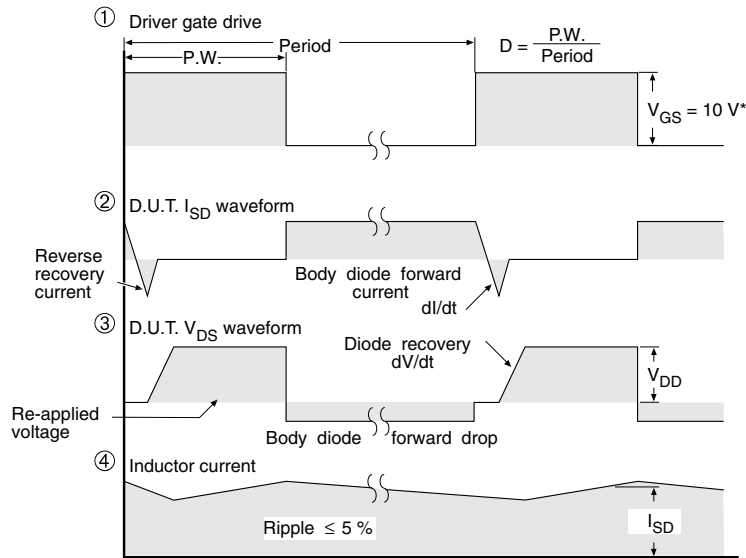 ① Driver gate drive
P.W.
Period
D = P.W.
Period
V_GS = 10 V*
② D.U.T. I_SD waveform
Reverse
recovery
current
Body diode forward
current
dI/dt
③ D.U.T. V_DS waveform
Diode recovery
dV/dt
V_DD
Re-applied
voltage
Body diode forward drop
④ Inductor current
Ripple ≤ 5 %
I_SD